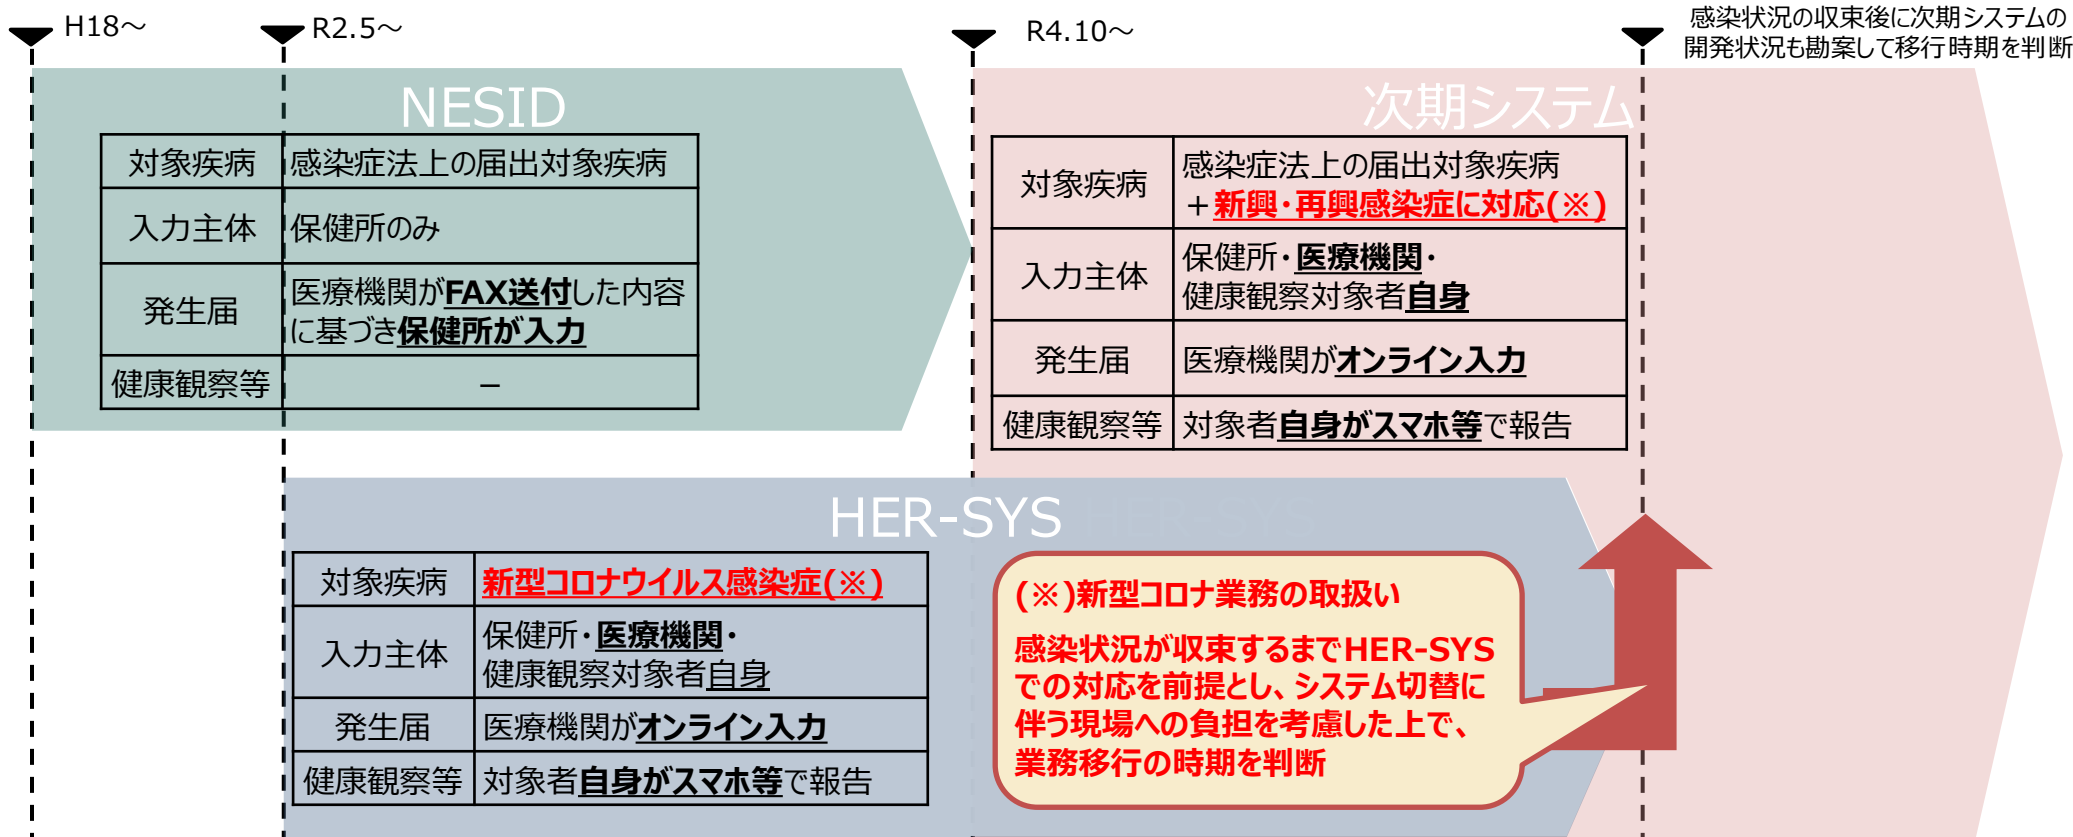 H18～
R2.5～
R4.10～
感染状況の収束後に次期システムの
開発状況も勘案して移行時期を判断
NESID
対象疾病 感染症法上の届出対象疾病
入力主体 保健所のみ
発生届 医療機関がFAX送付した内容
に基づき保健所が入力
健康観察等 －
次期システム
対象疾病 感染症法上の届出対象疾病
＋新興・再興感染症に対応(※)
入力主体 保健所・医療機関・
健康観察対象者自身
発生届 医療機関がオンライン入力
健康観察等 対象者自身がスマホ等で報告
HER-SYS HER-SYS
対象疾病 新型コロナウイルス感染症(※)
入力主体 保健所・医療機関・
健康観察対象者自身
発生届 医療機関がオンライン入力
健康観察等 対象者自身がスマホ等で報告
(※)新型コロナ業務の取扱い
感染状況が収束するまでHER-SYS
での対応を前提とし、システム切替に
伴う現場への負担を考慮した上で、
業務移行の時期を判断